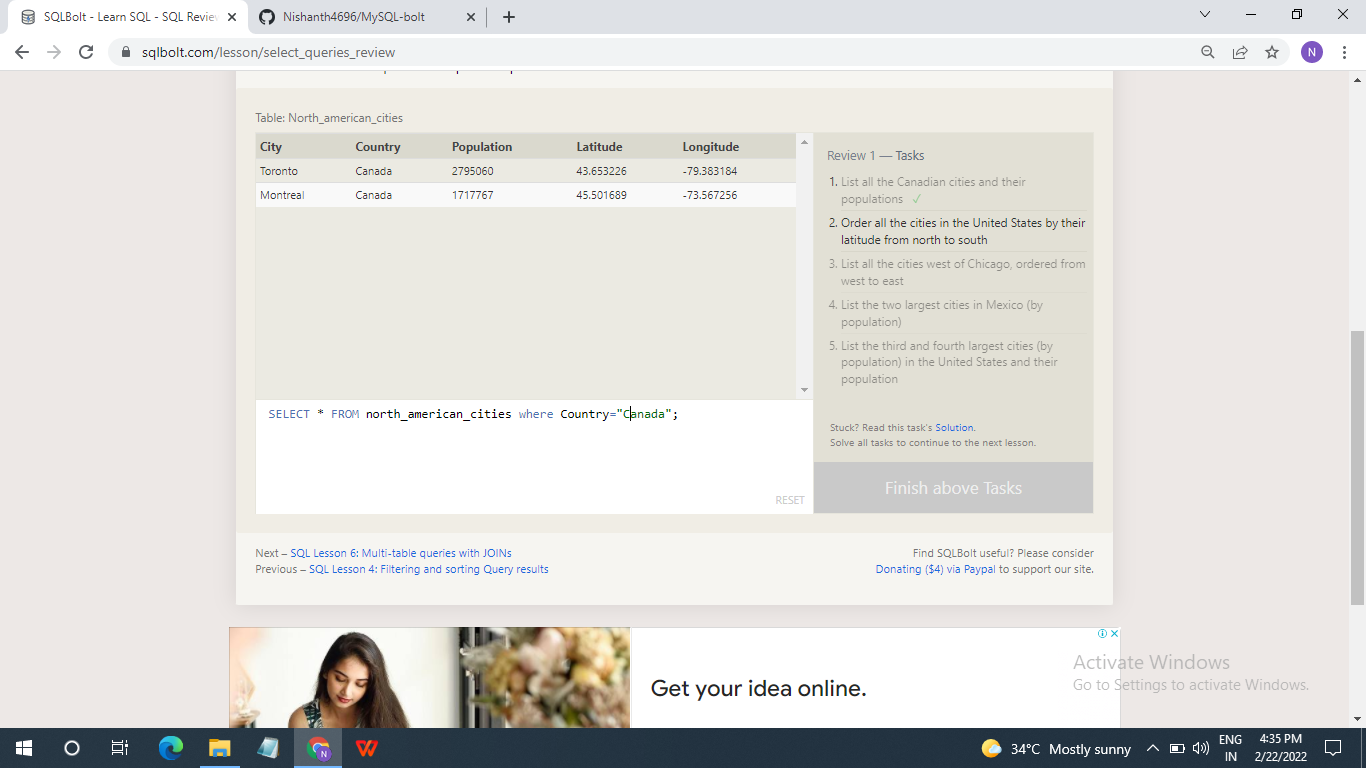 SQLBolt - Learn SQL - SQL Review
Nishanth4696/MySQL-bolt
sqlbolt.com/lesson/select_queries_review
N
Table: North_american_cities
City Country Population Latitude Longitude
Toronto Canada 2795060 43.653226 -79.383184
Montreal Canada 1717767 45.501689 -73.567256
Review 1 — Tasks
1. List all the Canadian cities and their
populations ✓
2. Order all the cities in the United States by their
latitude from north to south
3. List all the cities west of Chicago, ordered from
west to east
4. List the two largest cities in Mexico (by
population)
5. List the third and fourth largest cities (by
population) in the United States and their
population
SELECT * FROM north_american_cities where Country="Canada";
RESET
Stuck? Read this task's Solution.
Solve all tasks to continue to the next lesson.
Finish above Tasks
Next – SQL Lesson 6: Multi-table queries with JOINs
Previous – SQL Lesson 4: Filtering and sorting Query results
Find SQLBolt useful? Please consider
Donating ($4) via Paypal to support our site.
Get your idea online.
Activate Windows
Go to Settings to activate Windows.
N
34°C Mostly sunny
ENG
IN
4:35 PM
2/22/2022